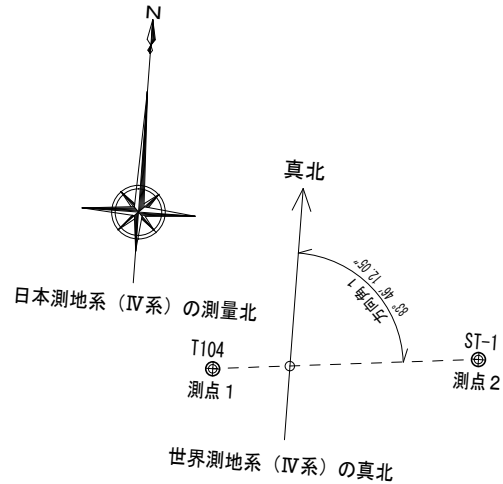 N
真北
方向角1
83° 46' 12.05"
日本測地系（Ⅳ系）の測量北
T104
測点1
ST-1
測点2
世界測地系（Ⅳ系）の真北